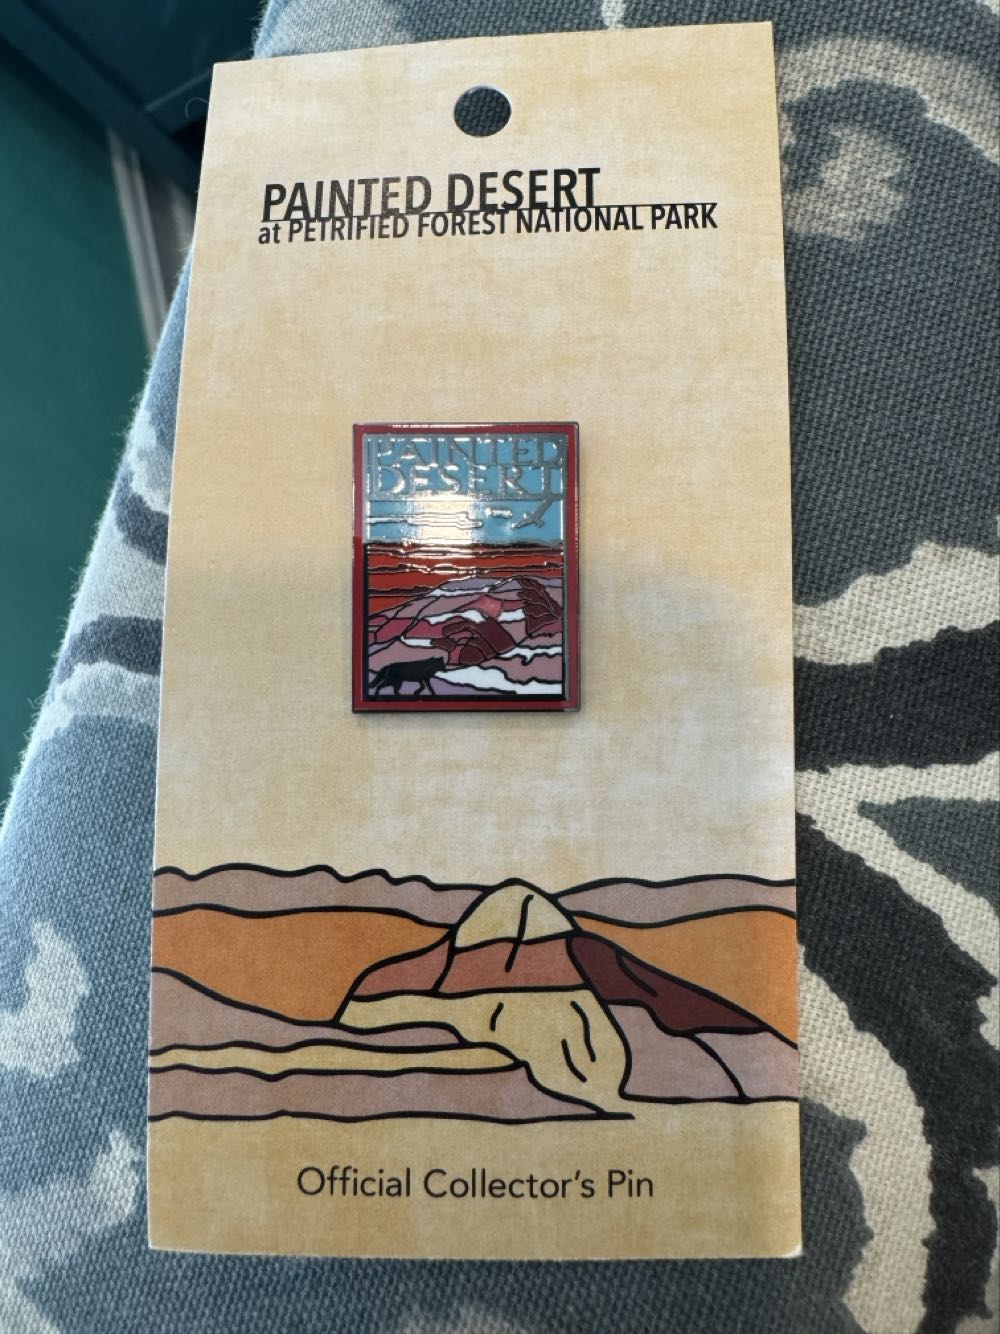 PAINTED DESERT
at PETRIFIED FOREST NATIONAL PARK
PAINTED
DESERT
Official Collector's Pin